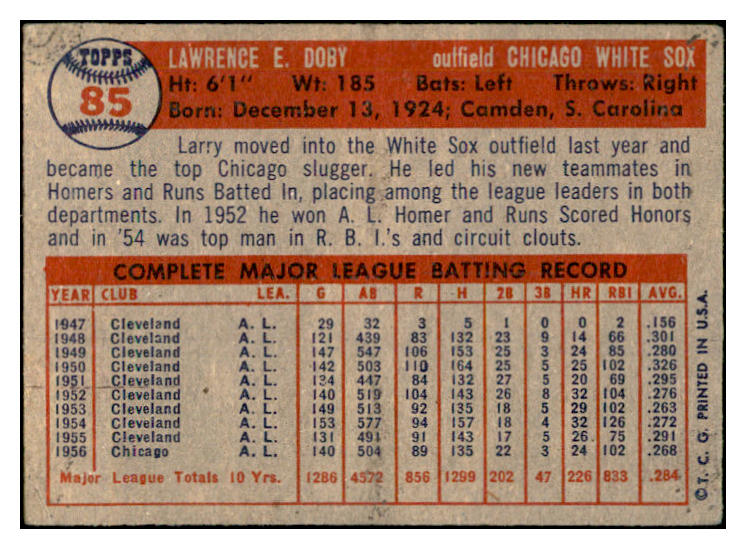 TOPPS
85
LAWRENCE E. DOBY outfield CHICAGO WHITE SOX
Ht: 6'1" Wt: 185 Bats: Left Throws: Right
Born: December 13, 1924; Camden, S. Carolina
Larry moved into the White Sox outfield last year and
became the top Chicago slugger. He led his new teammates in
Homers and Runs Batted In, placing among the league leaders in both
departments. In 1952 he won A. L. Homer and Runs Scored Honors
and in '54 was top man in R. B. I.'s and circuit clouts.
COMPLETE MAJOR LEAGUE BATTING RECORD
YEAR CLUB LEA. G AB R H 2B 3B HR RBI AVG.
1947 Cleveland A. L. 29 32 3 5 1 0 0 2 .156
1948 Cleveland A. L. 121 439 83 132 23 9 14 66 .301
1949 Cleveland A. L. 147 547 106 153 25 3 24 85 .280
1950 Cleveland A. L. 142 503 110 164 25 5 25 102 .326
1951 Cleveland A. L. 134 447 84 132 27 5 20 69 .295
1952 Cleveland A. L. 140 519 104 143 26 8 32 104 .276
1953 Cleveland A. L. 149 513 92 135 18 5 29 102 .263
1954 Cleveland A. L. 153 577 94 157 18 4 32 126 .272
1955 Cleveland A. L. 131 491 91 143 17 5 26 75 .291
1956 Chicago A. L. 140 504 89 135 22 3 24 102 .268
Major League Totals 10 Yrs. 1286 4572 856 1299 202 47 226 833 .284
© T. C. G. PRINTED IN U.S.A.